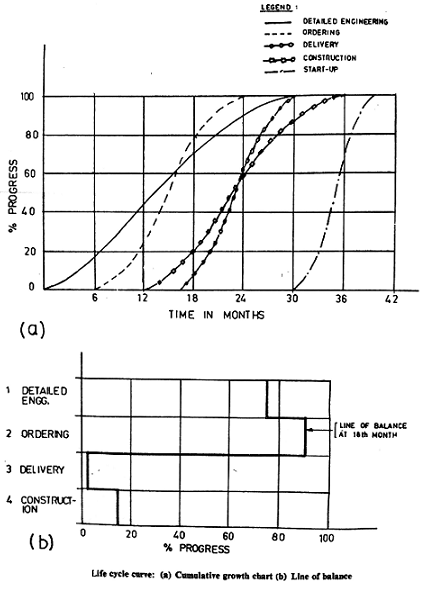 LEGEND :
DETAILED ENGINEERING
ORDERING
DELIVERY
CONSTRUCTION
START-UP
% PROGRESS
100
80
60
40
20
0
6
12
18
24
30
36
42
TIME IN MONTHS
(a)
1 DETAILED
ENGG.
2 ORDERING
3 DELIVERY
4 CONSTRUCT-
ION
LINE OF BALANCE
AT 18th MONTH
0 20 40 60 80 100
% PROGRESS
(b)
Life cycle curve: (a) Cumulative growth chart (b) Line of balance